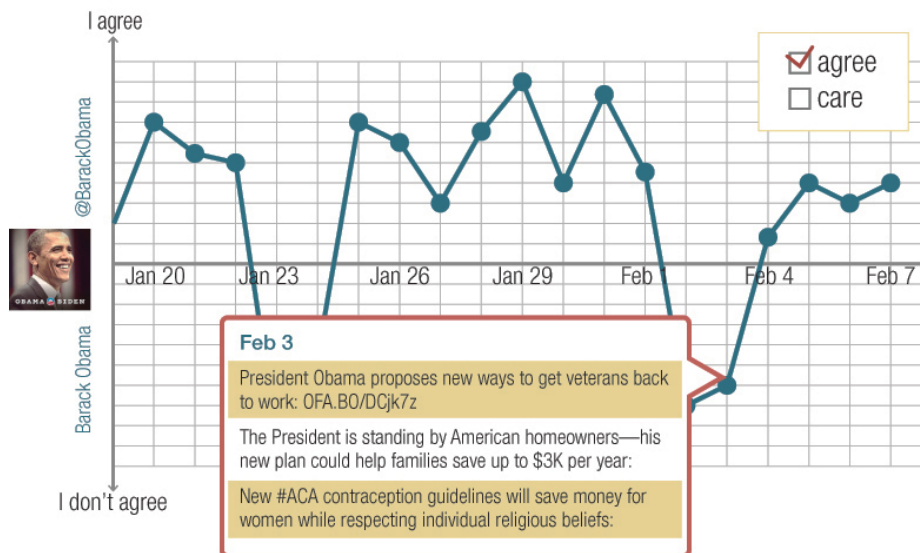 I agree
agree
care
@BarackObama
OBAMA BIDEN
Jan 20
Jan 23
Jan 26
Jan 29
Feb 1
Feb 4
Feb 7
Barack Obama
Feb 3
President Obama proposes new ways to get veterans back
to work: OFA.BO/DCjk7z
The President is standing by American homeowners—his
new plan could help families save up to $3K per year:
New #ACA contraception guidelines will save money for
women while respecting individual religious beliefs:
I don't agree